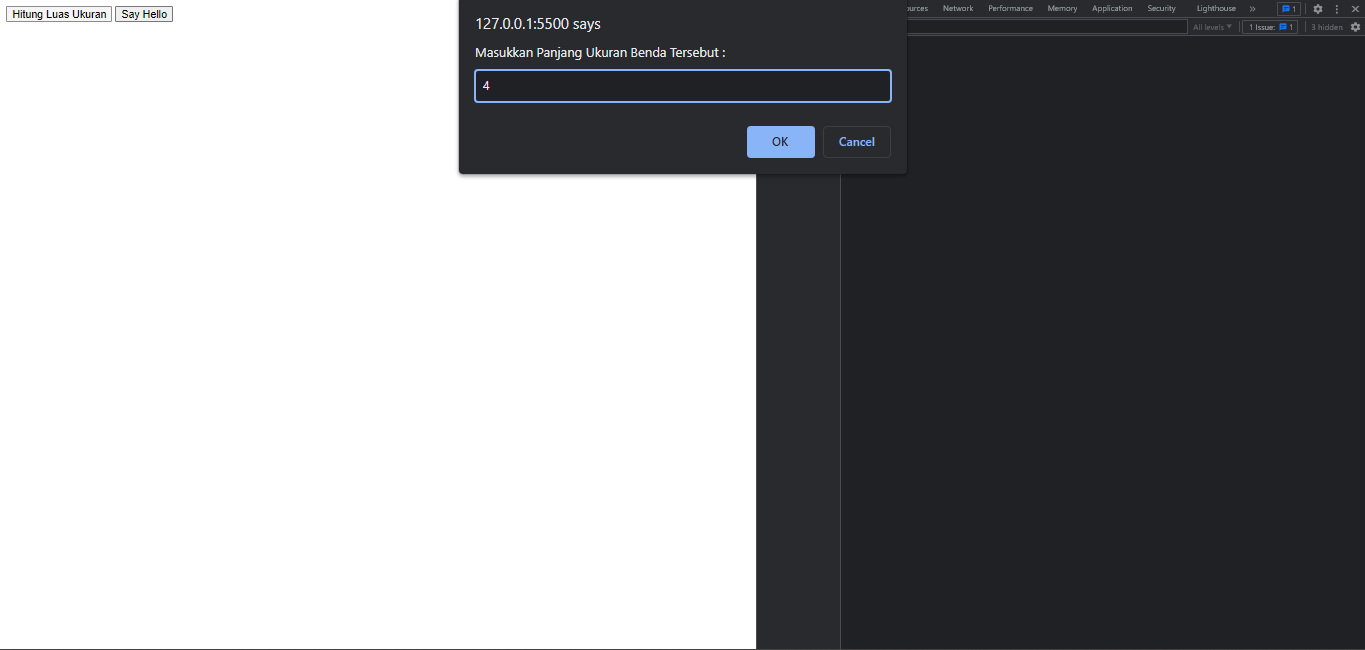 Hitung Luas Ukuran Say Hello
127.0.0.1:5500 says
Masukkan Panjang Ukuran Benda Tersebut :
4
OK Cancel
Network Performance Memory Application Security Lighthouse » 1
All levels ▼ 1 Issue: 1 3 hidden